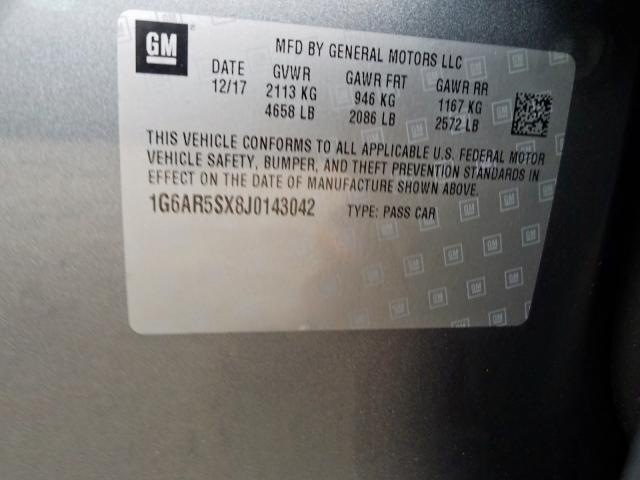 GM
MFD BY GENERAL MOTORS LLC
DATE GVWR GAWR FRT GAWR RR
12/17 2113 KG 946 KG 1167 KG
4658 LB 2086 LB 2572 LB
THIS VEHICLE CONFORMS TO ALL APPLICABLE U.S. FEDERAL MOTOR
VEHICLE SAFETY, BUMPER, AND THEFT PREVENTION STANDARDS IN
EFFECT ON THE DATE OF MANUFACTURE SHOWN ABOVE.
1G6AR5SX8J0143042 TYPE: PASS CAR